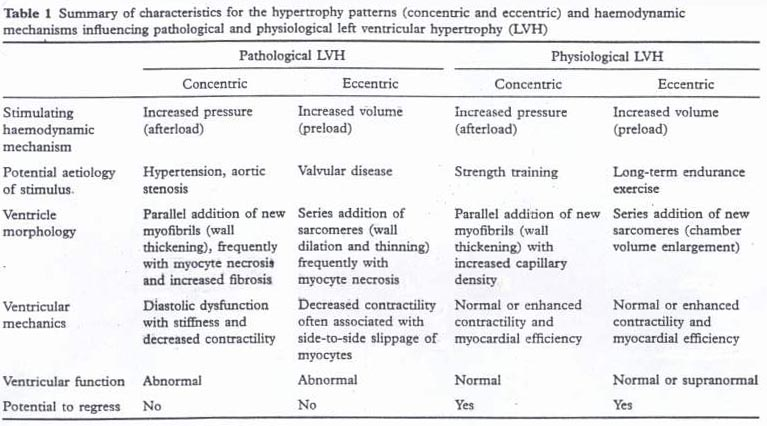 Table 1 Summary of characteristics for the hypertrophy patterns (concentric and eccentric) and haemodynamic
mechanisms influencing pathological and physiological left ventricular hypertrophy (LVH)
Pathological LVH Physiological LVH
Concentric Eccentric Concentric Eccentric
Stimulating Increased pressure Increased volume Increased pressure Increased volume
haemodynamic (afterload) (preload) (afterload) (preload)
mechanism
Potential aetiology Hypertension, aortic Valvular disease Strength training Long-term endurance
of stimulus. stenosis exercise
Ventricle Parallel addition of new Series addition of Parallel addition of new Series addition of new
morphology myofibrils (wall sarcomeres (wall myofibrils (wall sarcomeres (chamber
thickening), frequently dilation and thinning) thickening) with volume enlargement)
with myocyte necrosis frequently with increased capillary
and increased fibrosis myocyte necrosis density
Ventricular Diastolic dysfunction Decreased contractility Normal or enhanced Normal or enhanced
mechanics with stiffness and often associated with contractility and contractility and
decreased contractility side-to-side slippage of myocardial efficiency myocardial efficiency
myocytes
Ventricular function Abnormal Abnormal Normal Normal or supranormal
Potential to regress No No Yes Yes